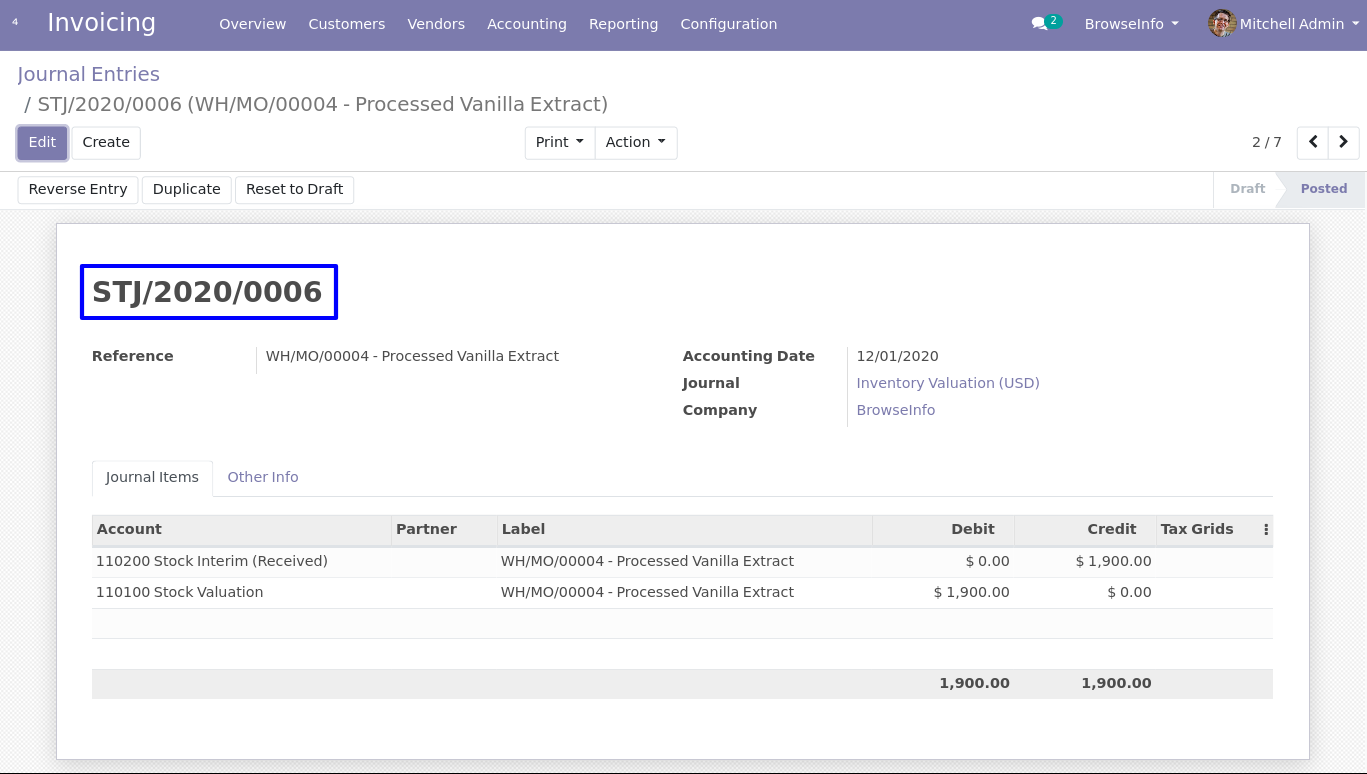 4 Invoicing Overview Customers Vendors Accounting Reporting Configuration 2 BrowseInfo Mitchell Admin
Journal Entries
/ STJ/2020/0006 (WH/MO/00004 - Processed Vanilla Extract)
Edit Create Print Action 2 / 7
Reverse Entry Duplicate Reset to Draft Draft Posted
STJ/2020/0006
Reference WH/MO/00004 - Processed Vanilla Extract Accounting Date 12/01/2020
Journal Inventory Valuation (USD)
Company BrowseInfo
Journal Items Other Info
Account Partner Label Debit Credit Tax Grids
110200 Stock Interim (Received) WH/MO/00004 - Processed Vanilla Extract $ 0.00 $ 1,900.00
110100 Stock Valuation WH/MO/00004 - Processed Vanilla Extract $ 1,900.00 $ 0.00
1,900.00 1,900.00